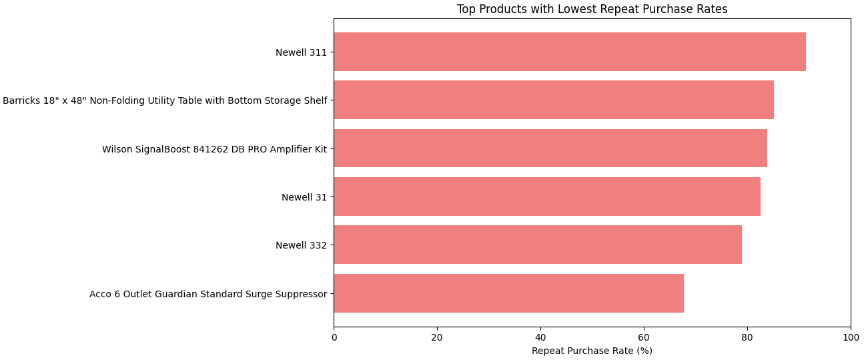 Top Products with Lowest Repeat Purchase Rates
Newell 311
Barricks 18" x 48" Non-Folding Utility Table with Bottom Storage Shelf
Wilson SignalBoost 841262 DB PRO Amplifier Kit
Newell 31
Newell 332
Acco 6 Outlet Guardian Standard Surge Suppressor
0 20 40 60 80 100
Repeat Purchase Rate (%)